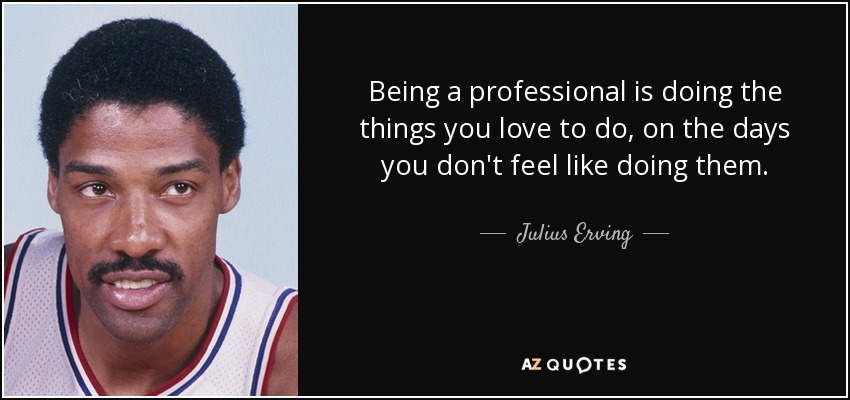 Being a professional is doing the
things you love to do, on the days
you don't feel like doing them.
Julius Erving
AZ QUOTES